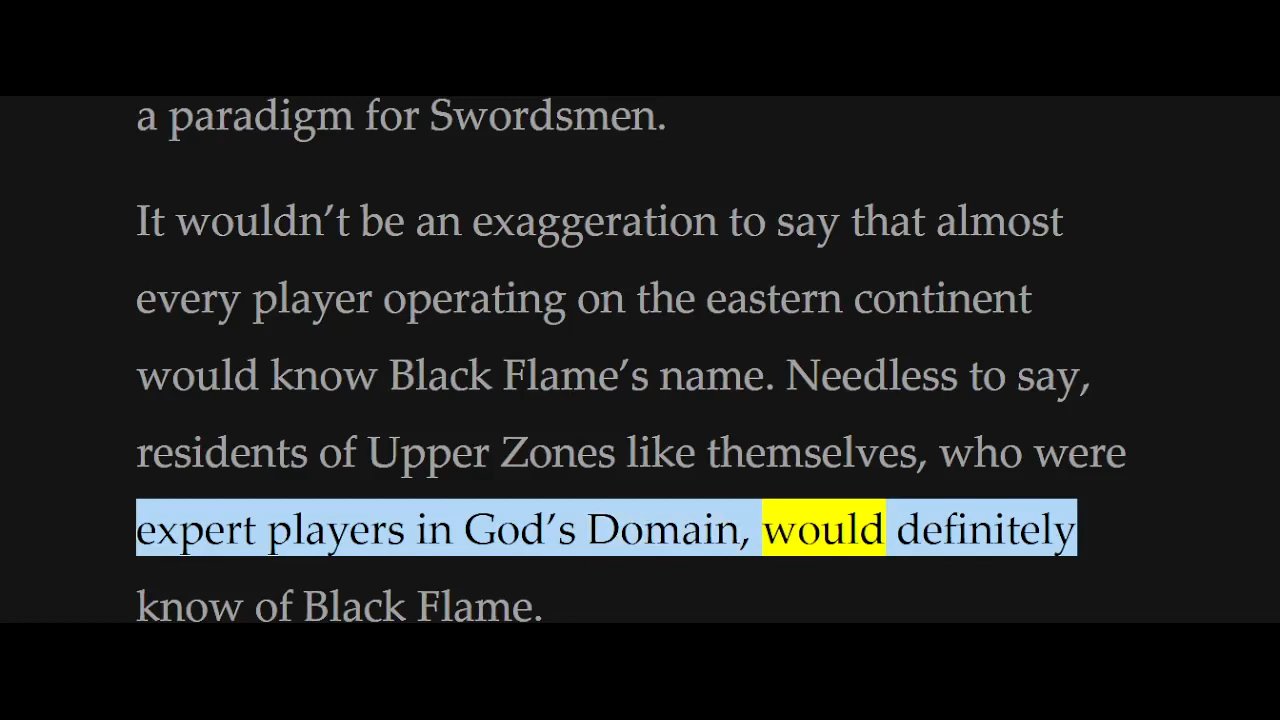 a paradigm for Swordsmen.
It wouldn’t be an exaggeration to say that almost
every player operating on the eastern continent
would know Black Flame’s name. Needless to say,
residents of Upper Zones like themselves, who were
expert players in God’s Domain, would definitely
know of Black Flame.